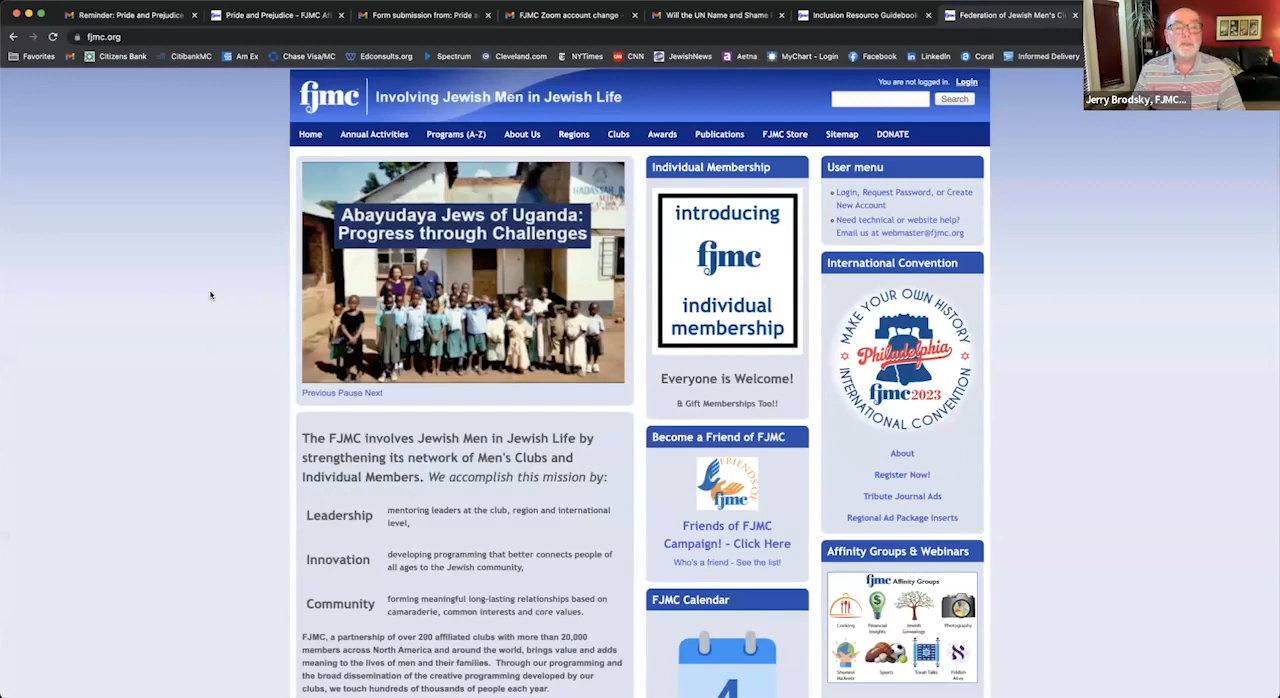 Reminder: Pride and Prejudice
Pride and Prejudice - FJMC Af
Form submission from: Pride a
FJMC Zoom account change -
Will the UN Name and Shame
Inclusion Resource Guidebook
Federation of Jewish Men's Cl
fjmc.org
Favorites
Citizens Bank
CitibankMC
Am Ex
Chase Visa/MC
Edconsults.org
Spectrum
Cleveland.com
NYTimes
CNN
JewishNews
Aetna
MyChart - Login
Facebook
LinkedIn
Coral
Informed Delivery
Jerry Brodsky, FJMC...
fjmc
Involving Jewish Men in Jewish Life
You are not logged in. Login
Search
Home Annual Activities Programs (A-Z) About Us Regions Clubs Awards Publications FJMC Store Sitemap DONATE
Abayudaya Jews of Uganda:
Progress through Challenges
Previous Pause Next
The FJMC involves Jewish Men in Jewish Life by
strengthening its network of Men's Clubs and
Individual Members. We accomplish this mission by:
Leadership
mentoring leaders at the club, region and international
level,
Innovation
developing programming that better connects people of
all ages to the Jewish community,
Community
forming meaningful long-lasting relationships based on
camaraderie, common interests and core values.
FJMC, a partnership of over 200 affiliated clubs with more than 20,000
members across North America and around the world, brings value and adds
meaning to the lives of men and their families. Through our programming and
the broad dissemination of the creative programming developed by our
clubs, we touch hundreds of thousands of people each year.
Individual Membership
introducing
fjmc
individual
membership
Everyone is Welcome!
& Gift Memberships Too!!
Become a Friend of FJMC
FRIENDS OF
fjmc
Friends of FJMC
Campaign! - Click Here
Who's a friend - See the list!
FJMC Calendar
4
User menu
Login, Request Password, or Create
New Account
Need technical or website help?
Email us at webmaster@fjmc.org
International Convention
MAKE YOUR OWN HISTORY
Philadelphia
fjmc 2023
INTERNATIONAL CONVENTION
About
Register Now!
Tribute Journal Ads
Regional Ad Package Inserts
Affinity Groups & Webinars
fjmc Affinity Groups
Cooking
Financial
Insights
Jewish
Genealogy
Photography
Shomrei
HaAretz
Sports
Torah Talks
Yiddish
Alive